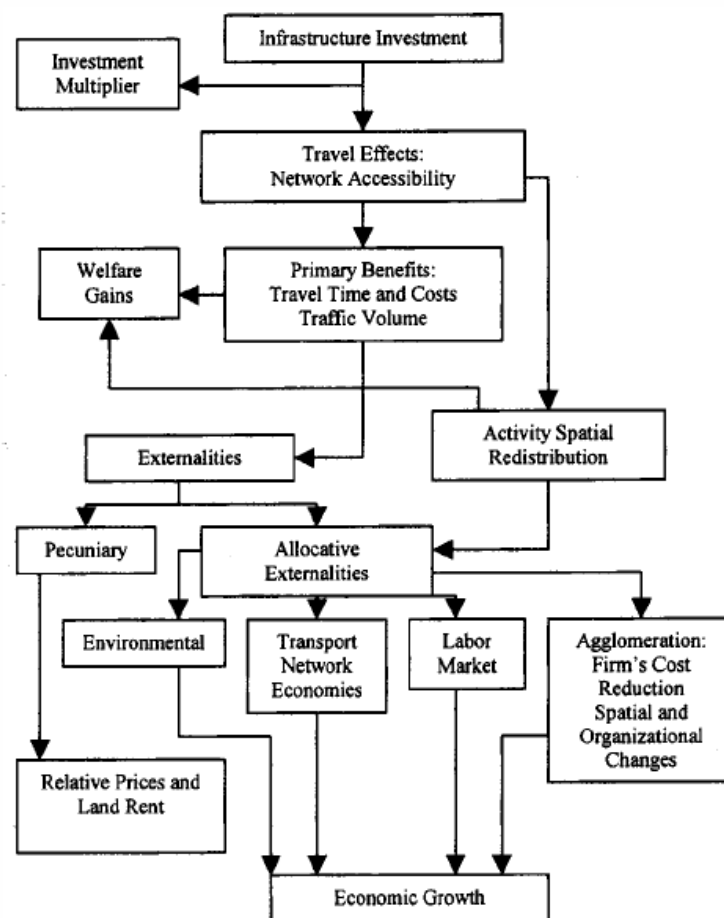 Infrastructure Investment
Investment
Multiplier
Travel Effects:
Network Accessibility
Welfare
Gains
Primary Benefits:
Travel Time and Costs
Traffic Volume
Activity Spatial
Redistribution
Externalities
Pecuniary
Allocative
Externalities
Environmental
Transport
Network
Economies
Labor
Market
Agglomeration:
Firm's Cost
Reduction
Spatial and
Organizational
Changes
Relative Prices and
Land Rent
Economic Growth